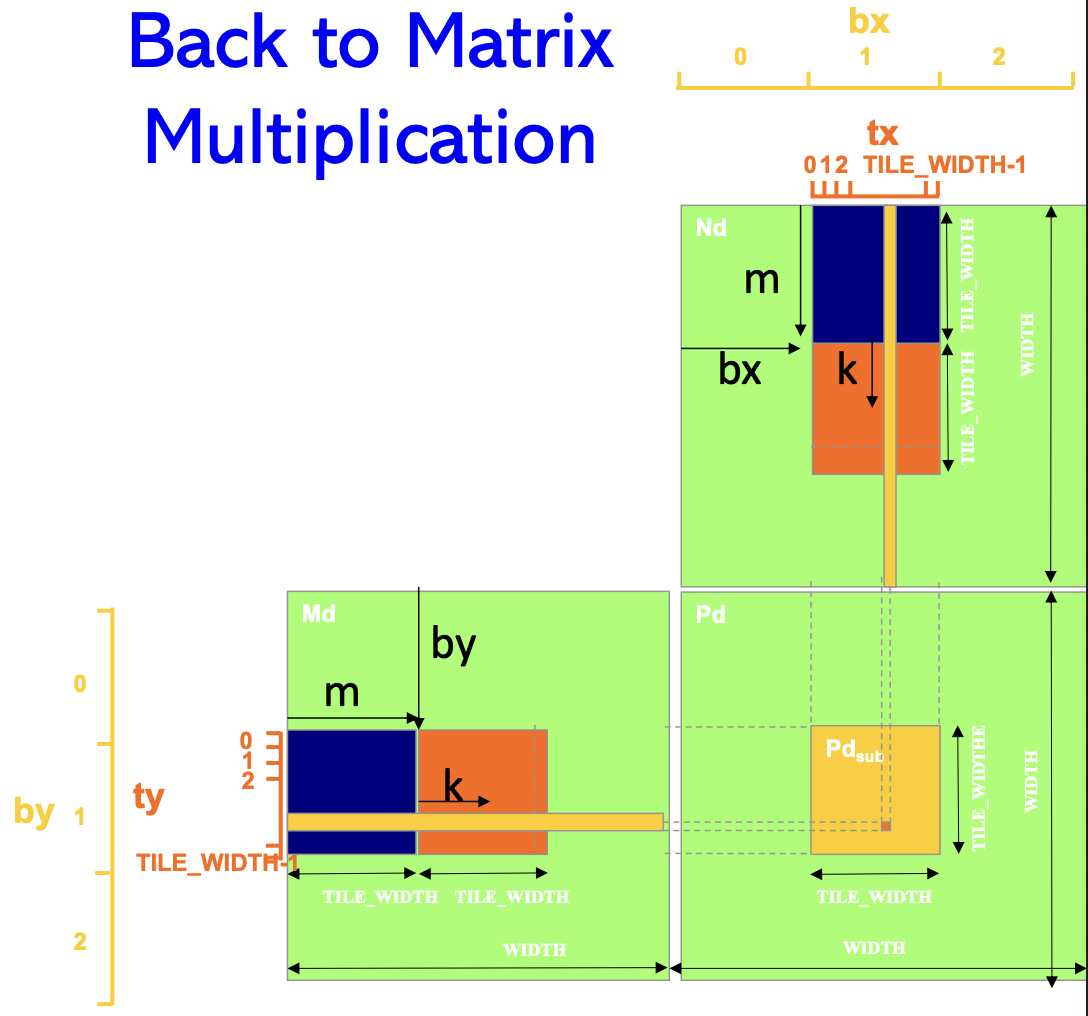 Back to Matrix
Multiplication
bx
0 1 2
tx
0 1 2 TILE_WIDTH-1
Nd
m
bx
k
TILE_WIDTH
TILE_WIDTH
WIDTH
Md
by
m
k
Pd
Pdsub
TILE_WIDTHE
WIDTH
0
1
2
by
ty
0
1
2
TILE_WIDTH-1
TILE_WIDTH TILE_WIDTH
TILE_WIDTH
WIDTH
WIDTH